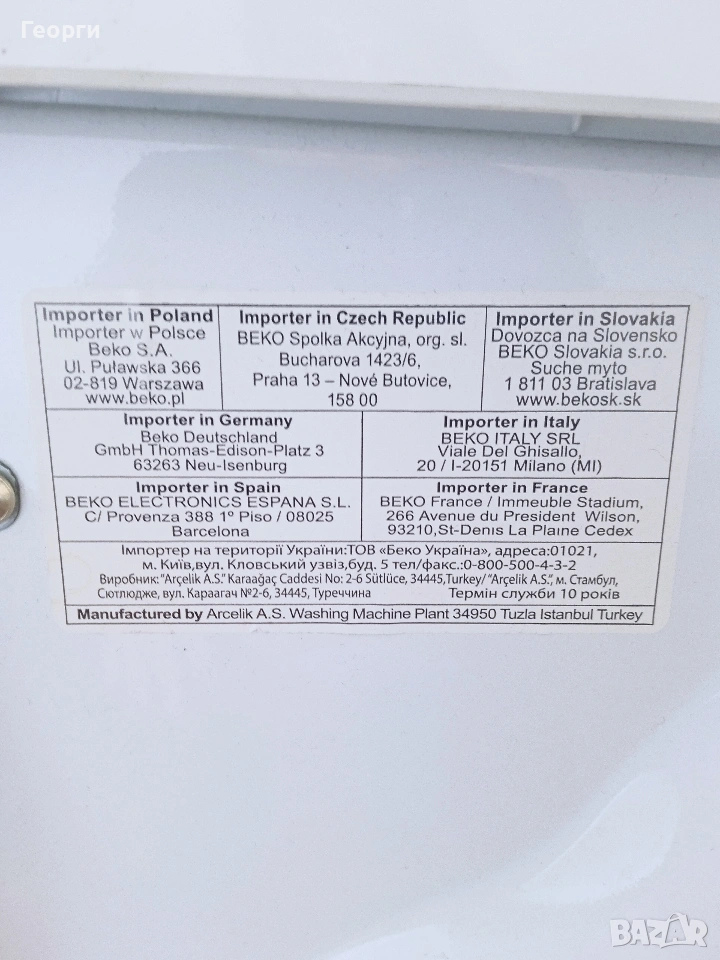 Георги
Importer in Poland
Importer w Polsce
Beko S.A.
Ul. Puławska 366
02-819 Warszawa
www.beko.pl
Importer in Czech Republic
BEKO Spolka Akcyjna, org. sl.
Bucharova 1423/6,
Praha 13 – Nové Butovice,
158 00
Importer in Slovakia
Dovozca na Slovensko
BEKO Slovakia s.r.o.
Suche myto
1 811 03 Bratislava
www.bekosk.sk
Importer in Germany
Beko Deutschland
GmbH Thomas-Edison-Platz 3
63263 Neu-Isenburg
Importer in Italy
BEKO ITALY SRL
Viale Del Ghisallo,
20 / I-20151 Milano (MI)
Importer in Spain
BEKO ELECTRONICS ESPANA S.L.
C/ Provenza 388 1° Piso / 08025
Barcelona
Importer in France
BEKO France / Immeuble Stadium,
266 Avenue du President Wilson,
93210,St-Denis La Plaine Cedex
Імпортер на території України:ТОВ «Беко Україна», адреса:01021,
м. Київ,вул. Кловський узвіз,буд. 5 тел/факс.:0-800-500-4-3-2
Виробник:"Arçelik A.S." Karaağaç Caddesi No: 2-6 Sütlüce, 34445,Turkey/ "Arçelik A.S.", м. Стамбул,
Сютлюдже, вул. Караагач №2-6, 34445, Туреччина Термін служби 10 років
Manufactured by Arcelik A.S. Washing Machine Plant 34950 Tuzla Istanbul Turkey
BAZAR